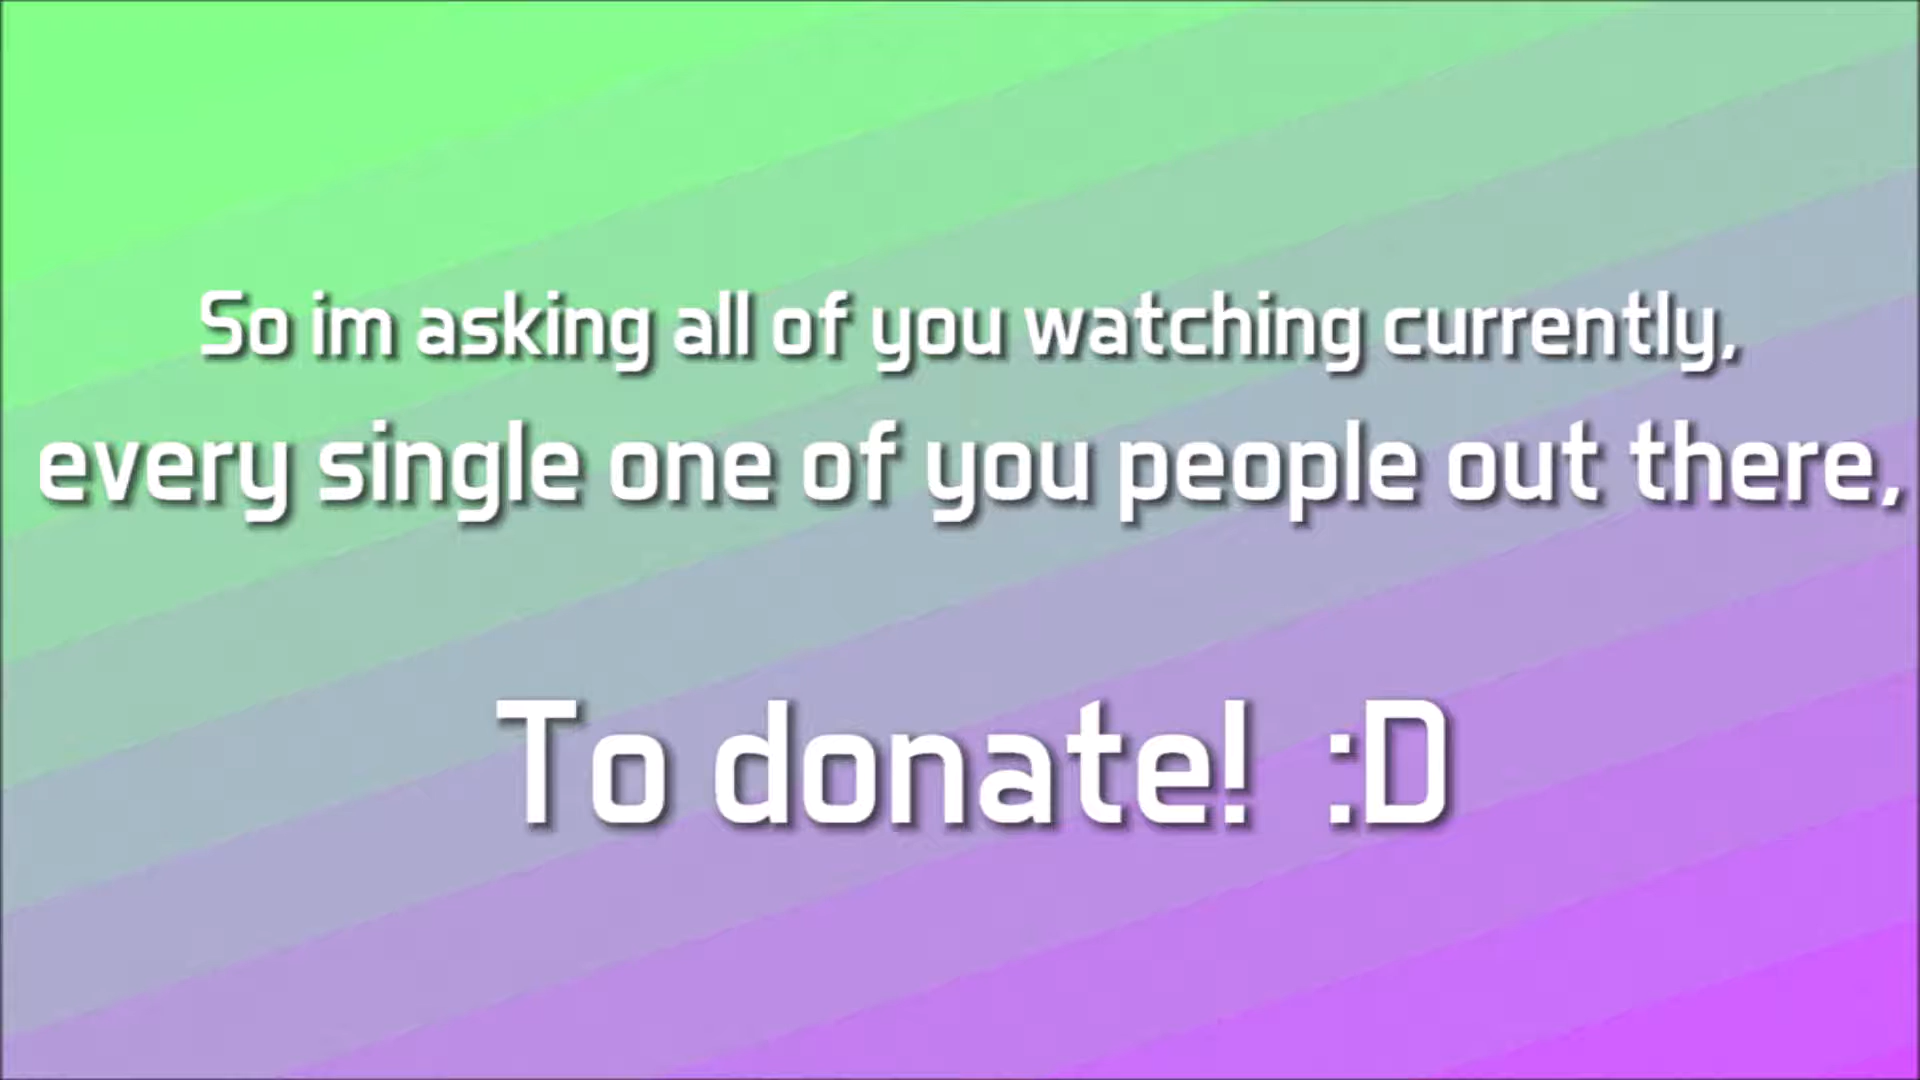 So im asking all of you watching currently,
every single one of you people out there,
To donate! :D